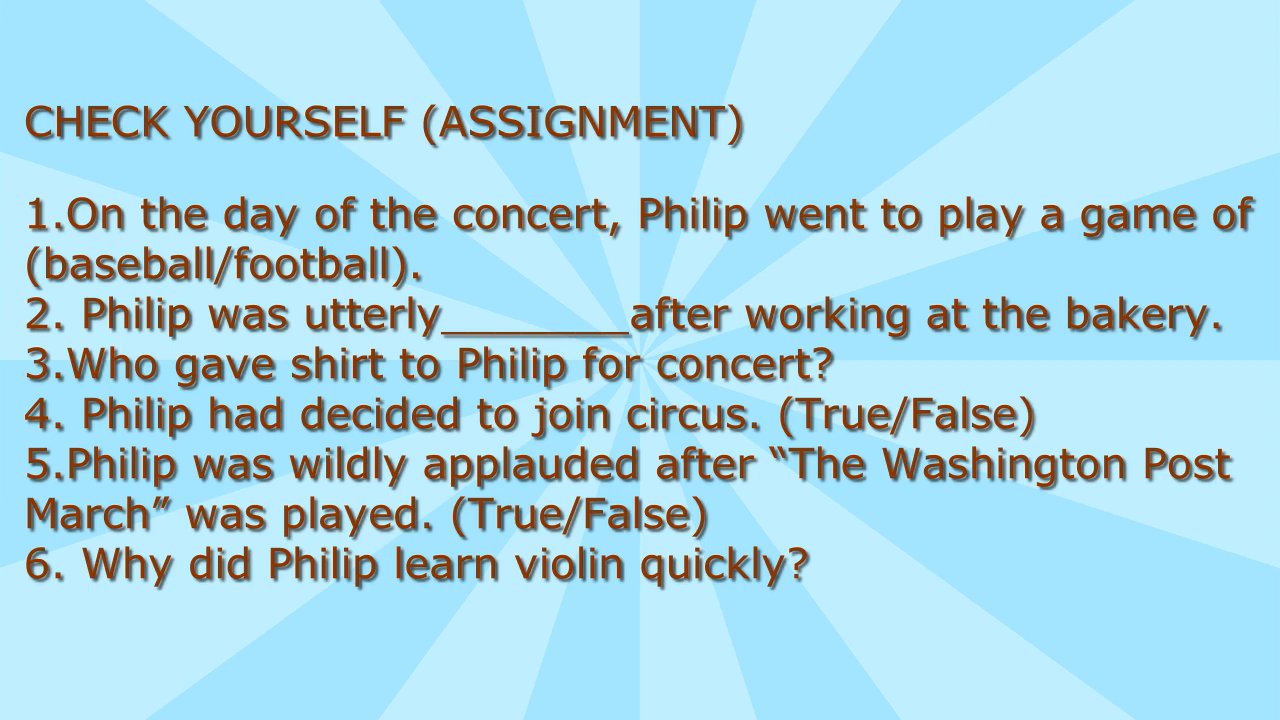 CHECK YOURSELF (ASSIGNMENT)
1.On the day of the concert, Philip went to play a game of
(baseball/football).
2. Philip was utterly_______after working at the bakery.
3.Who gave shirt to Philip for concert?
4. Philip had decided to join circus. (True/False)
5.Philip was wildly applauded after “The Washington Post
March” was played. (True/False)
6. Why did Philip learn violin quickly?